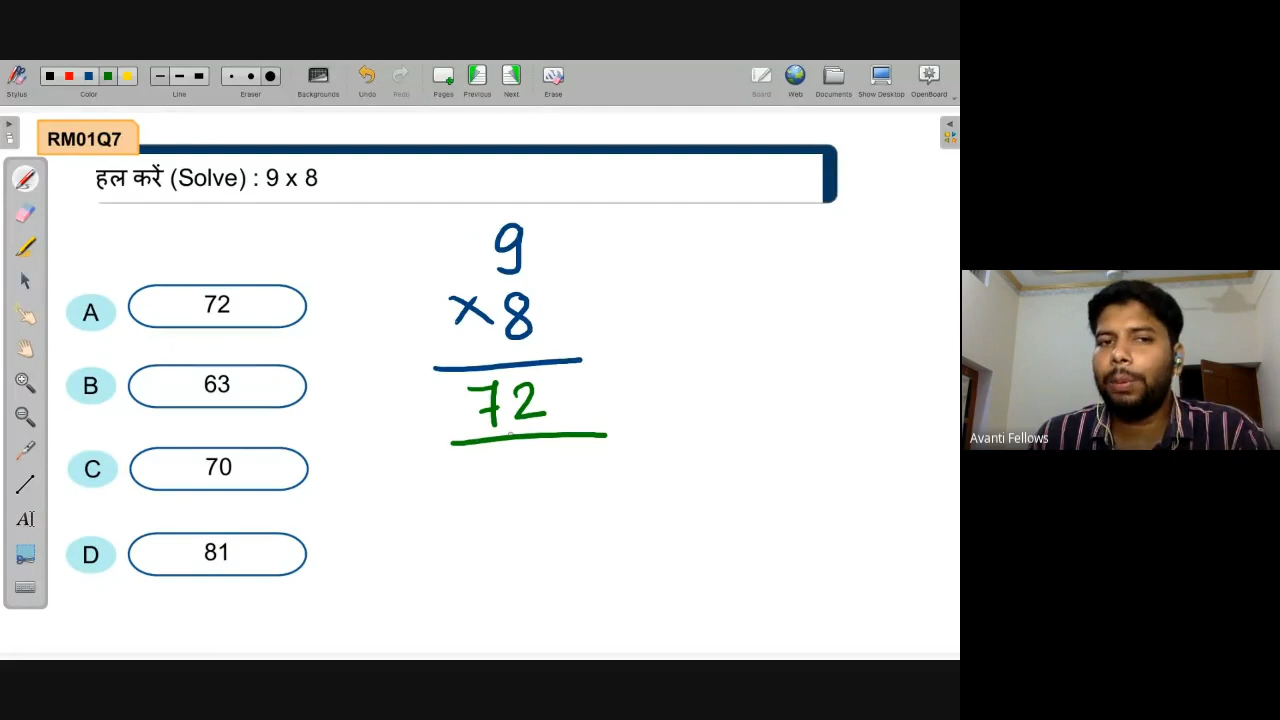 Stylus
Color
Line
Eraser
Backgrounds
Undo
Redo
Pages
Previous
Next
Erase
Board
Web
Documents
Show Desktop
OpenBoard
RM01Q7
हल करें (Solve) : 9 x 8
A 72
B 63
C 70
D 81
9
×8
72
AI
Avanti Fellows